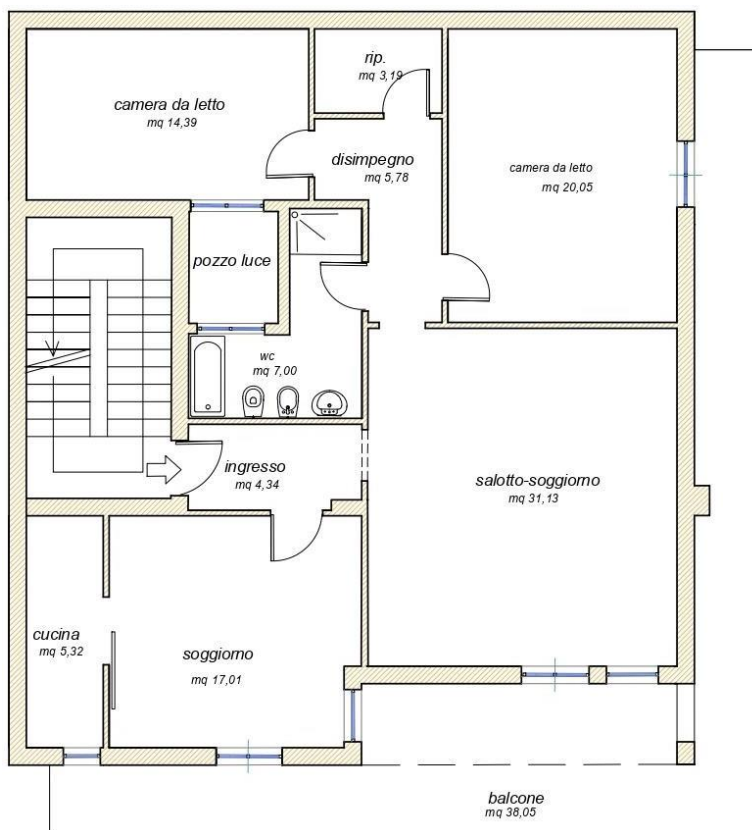 rip.
mq 3,19
camera da letto
mq 14,39
disimpegno
mq 5,78
camera da letto
mq 20,05
pozzo luce
wc
mq 7,00
ingresso
mq 4,34
salotto-soggiorno
mq 31,13
cucina
mq 5,32
soggiorno
mq 17,01
balcone
mq 38,05